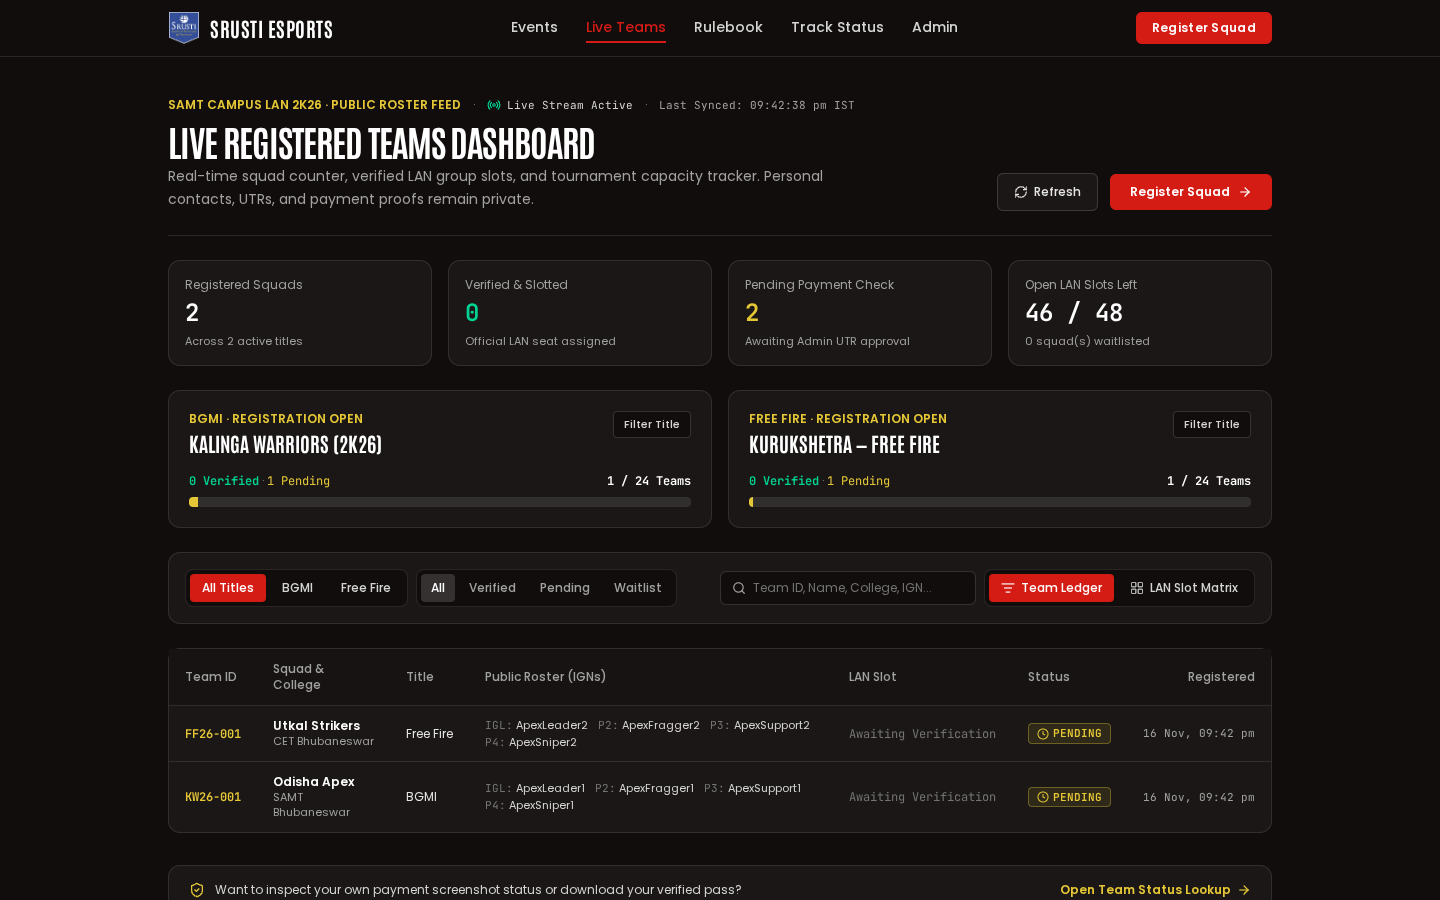 SRUSTI
SRUSTI ESPORTS
Events
Live Teams
Rulebook
Track Status
Admin
Register Squad
SAMT CAMPUS LAN 2K26 · PUBLIC ROSTER FEED · Live Stream Active · Last Synced: 09:42:38 pm IST
LIVE REGISTERED TEAMS DASHBOARD
Real-time squad counter, verified LAN group slots, and tournament capacity tracker. Personal
contacts, UTRs, and payment proofs remain private.
Refresh
Register Squad
Registered Squads
2
Across 2 active titles
Verified & Slotted
0
Official LAN seat assigned
Pending Payment Check
2
Awaiting Admin UTR approval
Open LAN Slots Left
46 / 48
0 squad(s) waitlisted
BGMI · REGISTRATION OPEN
Filter Title
KALINGA WARRIORS (2K26)
0 Verified · 1 Pending
1 / 24 Teams
FREE FIRE · REGISTRATION OPEN
Filter Title
KURUKSHETRA — FREE FIRE
0 Verified · 1 Pending
1 / 24 Teams
All Titles
BGMI
Free Fire
All
Verified
Pending
Waitlist
Team ID, Name, College, IGN...
Team Ledger
LAN Slot Matrix
Team ID
Squad &
College
Title
Public Roster (IGNs)
LAN Slot
Status
Registered
FF26-001
Utkal Strikers
CET Bhubaneswar
Free Fire
IGL: ApexLeader2 P2: ApexFragger2 P3: ApexSupport2
P4: ApexSniper2
Awaiting Verification
PENDING
16 Nov, 09:42 pm
KW26-001
Odisha Apex
SAMT
Bhubaneswar
BGMI
IGL: ApexLeader1 P2: ApexFragger1 P3: ApexSupport1
P4: ApexSniper1
Awaiting Verification
PENDING
16 Nov, 09:42 pm
Want to inspect your own payment screenshot status or download your verified pass?
Open Team Status Lookup